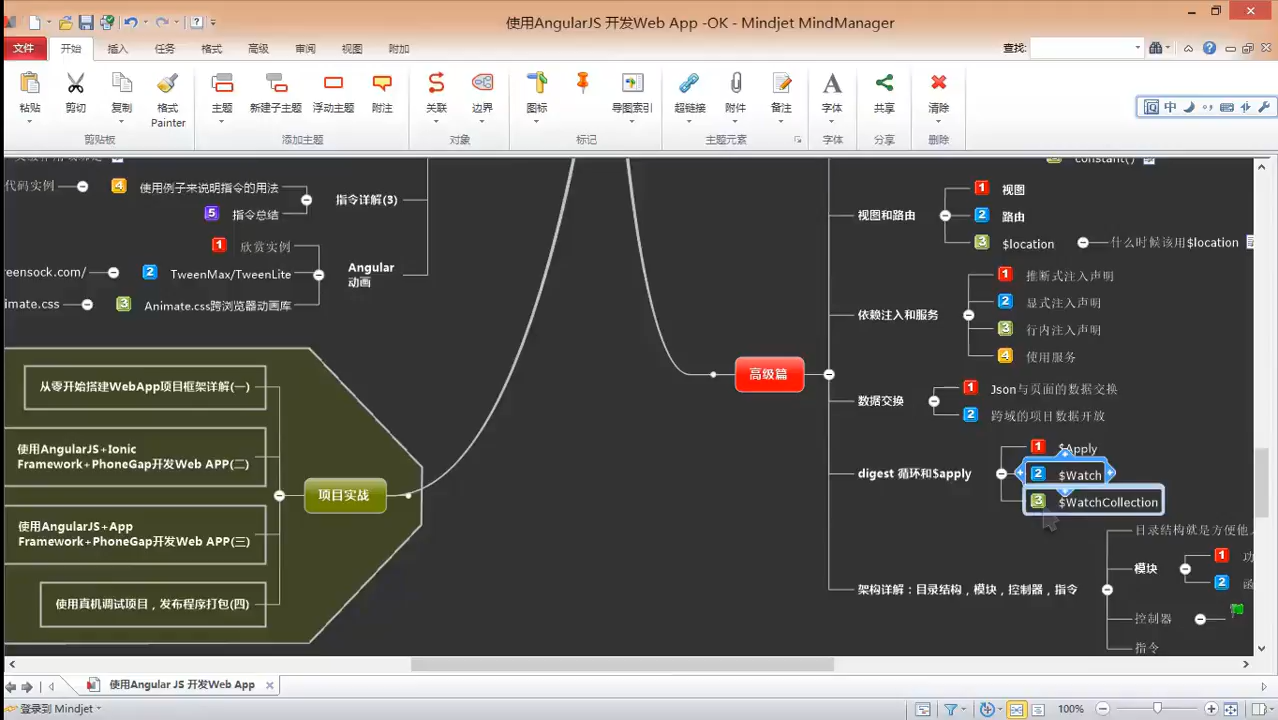 使用AngularJS 开发Web App -OK - Mindjet MindManager
文件 开始 插入 任务 格式 高级 审阅 视图 附加
查找:
粘贴 剪切 复制 格式 Painter
主题 新建子主题 浮动主题 附注
关联 边界 图标 导图索引
超链接 附件 备注 字体 共享 清除
中
剪贴板 添加主题 对象 标记 主题元素 字体 分享 删除
constant()
代码实例
4 使用例子来说明指令的用法
5 指令总结
指令详解(3)
1 欣赏实例
eensock.com/
2 TweenMax/TweenLite
imate.css
3 Animate.css跨浏览器动画库
Angular
动画
从零开始搭建WebApp项目框架详解(一)
使用AngularJS+Ionic
Framework+PhoneGap开发Web APP(二)
使用AngularJS+App
Framework+PhoneGap开发Web APP(三)
使用真机调试项目，发布程序打包(四)
项目实战
高级篇
视图和路由
1 视图
2 路由
3 $location
什么时候该用$location
依赖注入和服务
1 推断式注入声明
2 显式注入声明
3 行内注入声明
4 使用服务
数据交换
1 Json与页面的数据交换
2 跨域的项目数据开放
digest 循环和$apply
1 $Apply
2 $Watch
3 $WatchCollection
架构详解：目录结构，模块，控制器，指令
目录结构就是方便他
模块
1 功
2 函
控制器
指令
使用Angular JS 开发Web App
登录到 Mindjet
100%